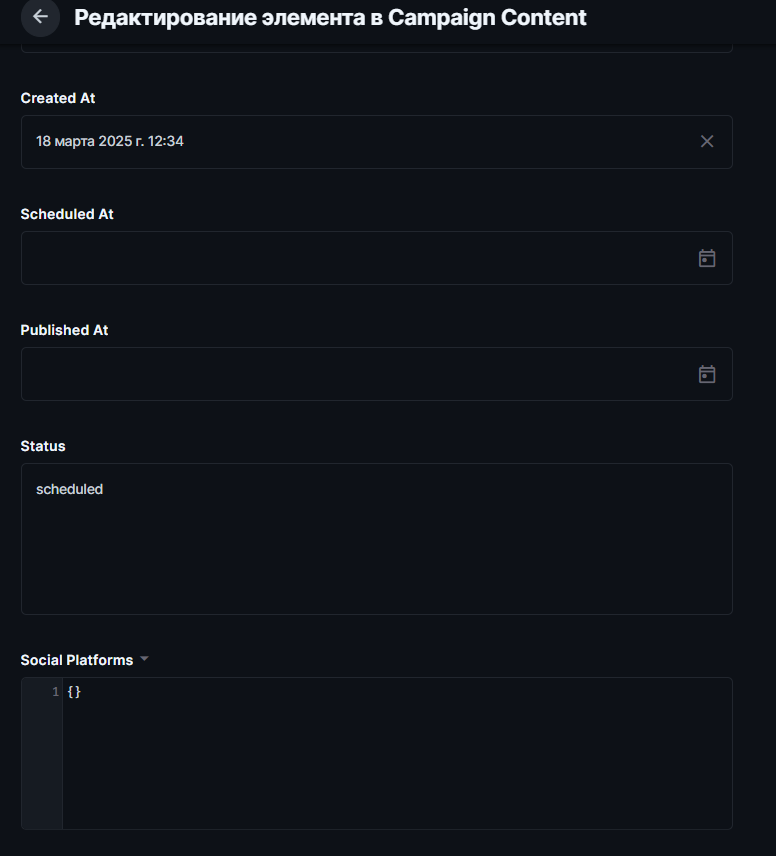 Редактирование элемента в Campaign Content
Created At
18 марта 2025 г. 12:34
Scheduled At
Published At
Status
scheduled
Social Platforms
1 {}